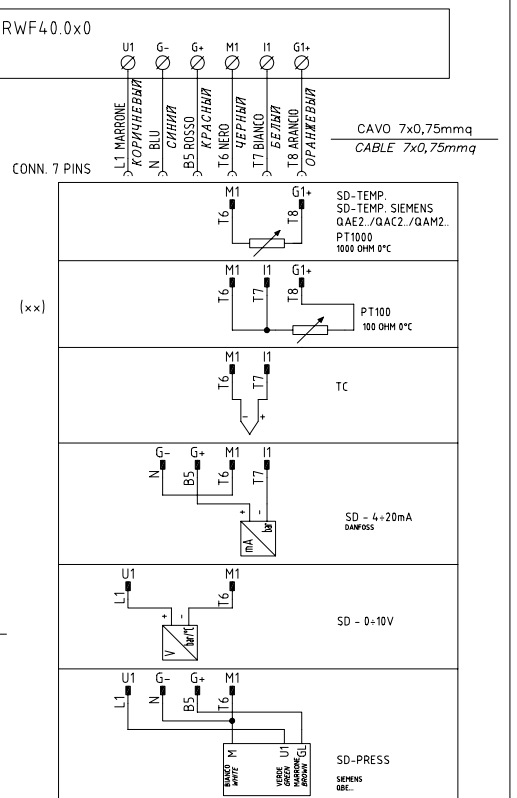 RWF40.0x0
U1 G- G+ M1 I1 G1+
L1 MARRONE
КОРИЧНЕВЫЙ
N BLU
СИНИЙ
B5 ROSSO
КРАСНЫЙ
T6 NERO
ЧЕРНЫЙ
T7 BIANCO
БЕЛЫЙ
T8 ARANCIO
ОРАНЖЕВЫЙ
CAVO 7x0,75mmq
CABLE 7x0,75mmq
CONN. 7 PINS
M1 G1+
T6 T8
SD-TEMP.
SD-TEMP. SIEMENS
QAE2../QAC2../QAM2..
PT1000
1000 OHM 0°C
(xx)
M1 I1 G1+
T6 T7 T8
PT100
100 OHM 0°C
M1 I1
T6 T7
- +
TC
G- G+ M1 I1
N B5 T6 T7
+ -
mA bar
SD - 4÷20mA
DANFOSS
U1 M1
L1 T6
+ -
V bar/°C
SD - 0÷10V
U1 G- G+ M1
L1 N B5 T6
M U1 GL
BIANCO
WHITE
VERDE
GREEN
MARRONE
BROWN
SD-PRESS
SIEMENS
QBE..